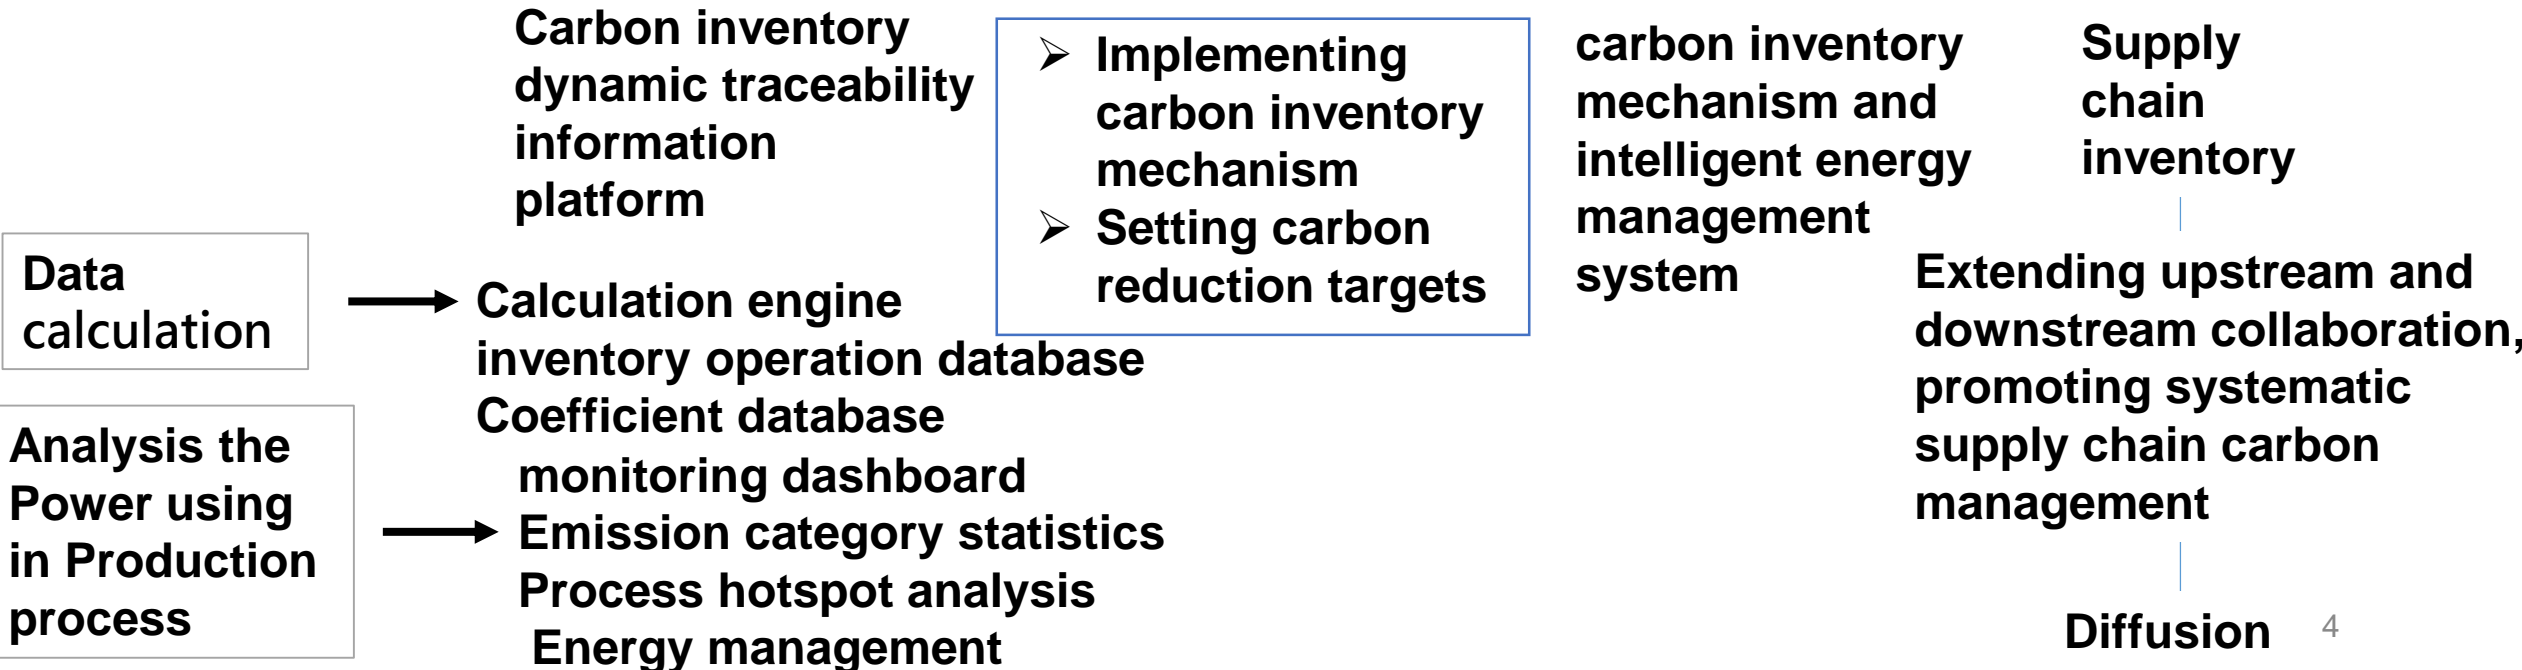 Carbon inventory
dynamic traceability
information
platform
➢ Implementing
carbon inventory
mechanism
➢ Setting carbon
reduction targets
carbon inventory
mechanism and
intelligent energy
management
system
Supply
chain
inventory
Data
calculation
Calculation engine
inventory operation database
Coefficient database
Extending upstream and
downstream collaboration,
promoting systematic
supply chain carbon
management
Analysis the
Power using
in Production
process
monitoring dashboard
Emission category statistics
Process hotspot analysis
Energy management
Diffusion
4